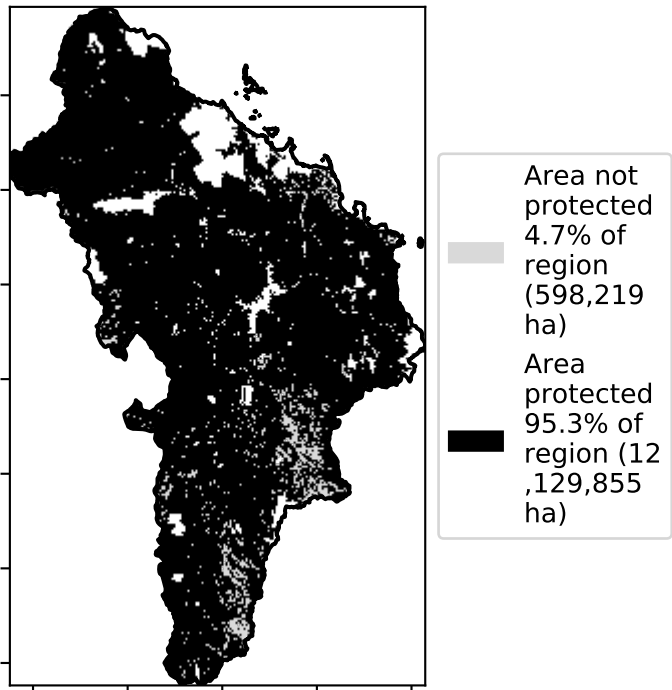 Area not
protected
4.7% of
region
(598,219
ha)
Area
protected
95.3% of
region (12
,129,855
ha)